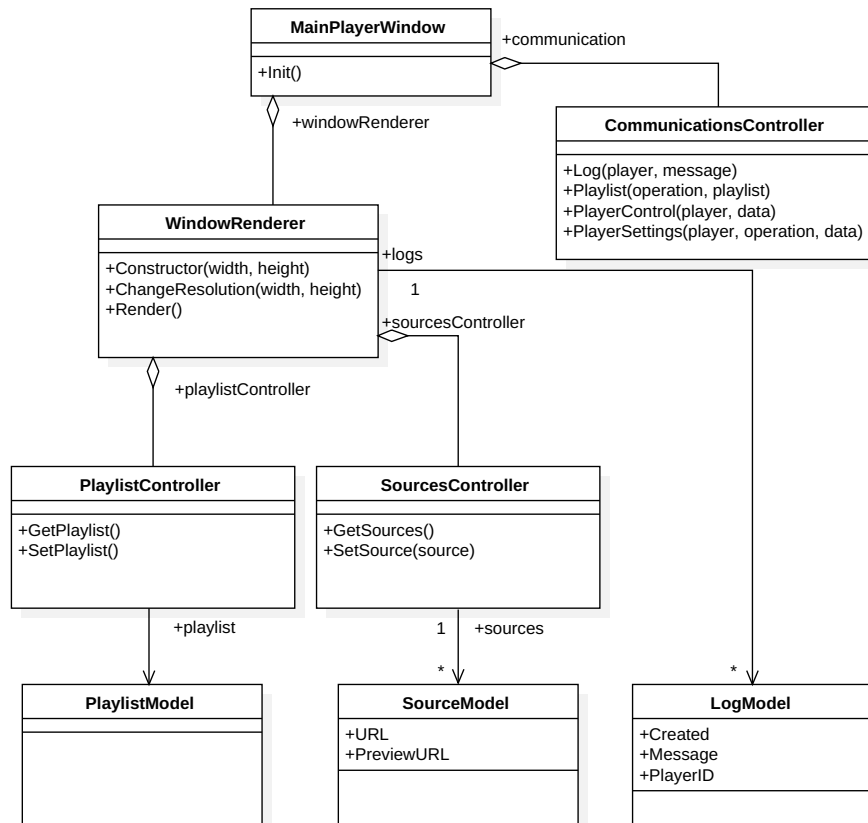 MainPlayerWindow
+Init()
+communication
+windowRenderer
CommunicationsController
+Log(player, message)
+Playlist(operation, playlist)
+PlayerControl(player, data)
+PlayerSettings(player, operation, data)
WindowRenderer
+Constructor(width, height)
+ChangeResolution(width, height)
+Render()
+logs
1
+sourcesController
+playlistController
PlaylistController
+GetPlaylist()
+SetPlaylist()
SourcesController
+GetSources()
+SetSource(source)
+playlist
1
+sources
*
*
PlaylistModel
SourceModel
+URL
+PreviewURL
LogModel
+Created
+Message
+PlayerID